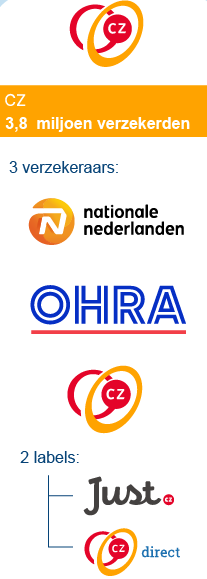 CZ
CZ
3,8 miljoen verzekerden
3 verzekeraars:
nationale
nederlanden
OHRA
CZ
2 labels:
Just CZ
CZ direct